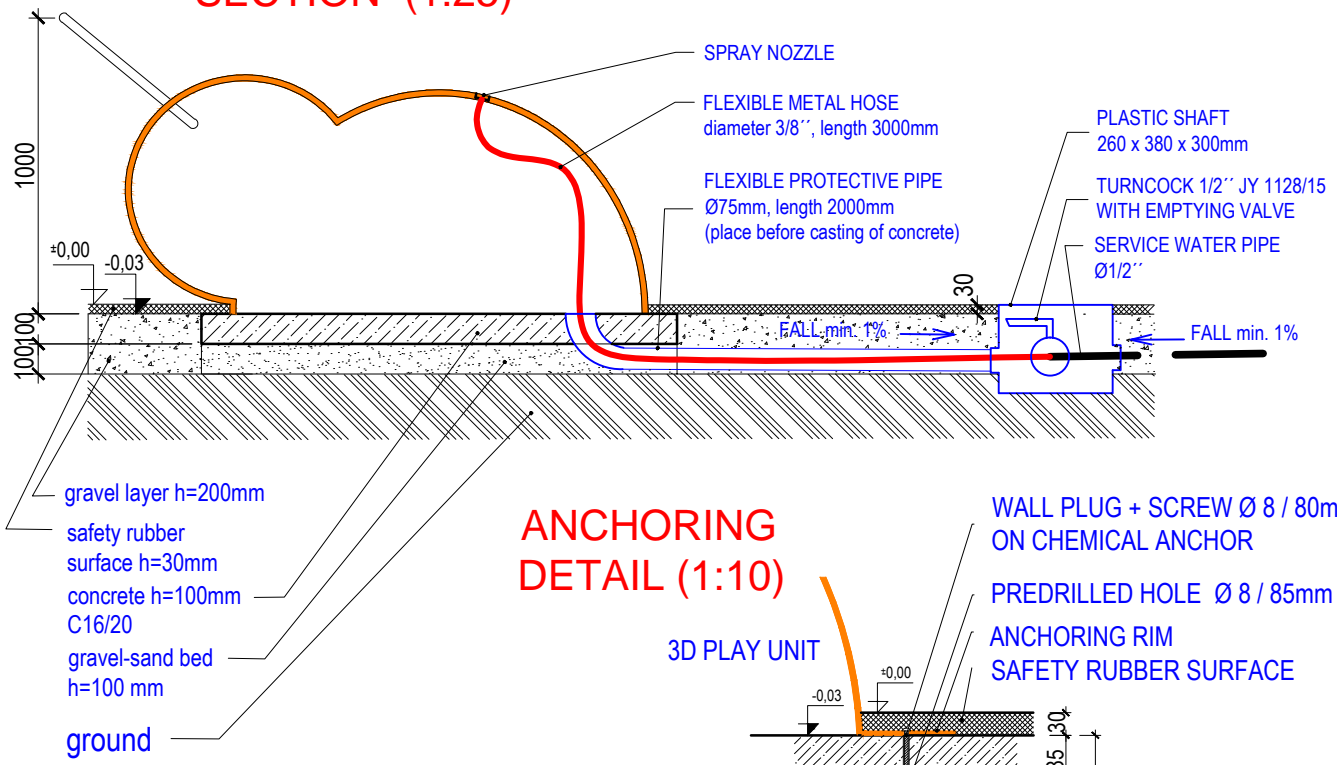 SECTION (1:25)
SPRAY NOZZLE
FLEXIBLE METAL HOSE
diameter 3/8´´, length 3000mm
FLEXIBLE PROTECTIVE PIPE
Ø75mm, length 2000mm
(place before casting of concrete)
PLASTIC SHAFT
260 x 380 x 300mm
TURNCOCK 1/2´´ JY 1128/15
WITH EMPTYING VALVE
SERVICE WATER PIPE
Ø1/2´´
1000
±0,00
-0,03
30
100
100
FALL min. 1%
FALL min. 1%
gravel layer h=200mm
safety rubber
surface h=30mm
concrete h=100mm
C16/20
gravel-sand bed
h=100 mm
ground
ANCHORING
DETAIL (1:10)
WALL PLUG + SCREW Ø 8 / 80m
ON CHEMICAL ANCHOR
PREDRILLED HOLE Ø 8 / 85mm
ANCHORING RIM
SAFETY RUBBER SURFACE
3D PLAY UNIT
±0,00
-0,03
30